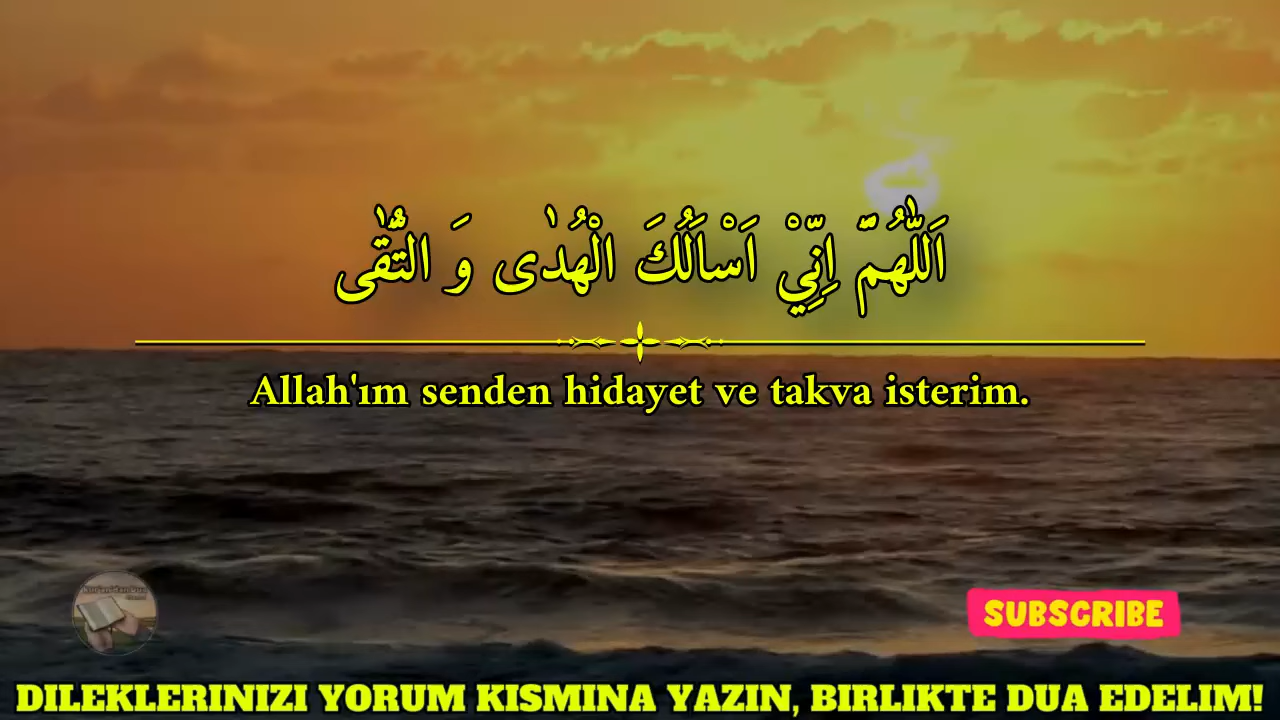 اَللّٰهُمَّ اِنِّيْ اَسْاَلُكَ الْهُدٰى وَ التُّقٰى
Allah'ım senden hidayet ve takva isterim.
SUBSCRIBE
DILEKLERINIZI YORUM KISMINA YAZIN, BIRLIKTE DUA EDELIM!